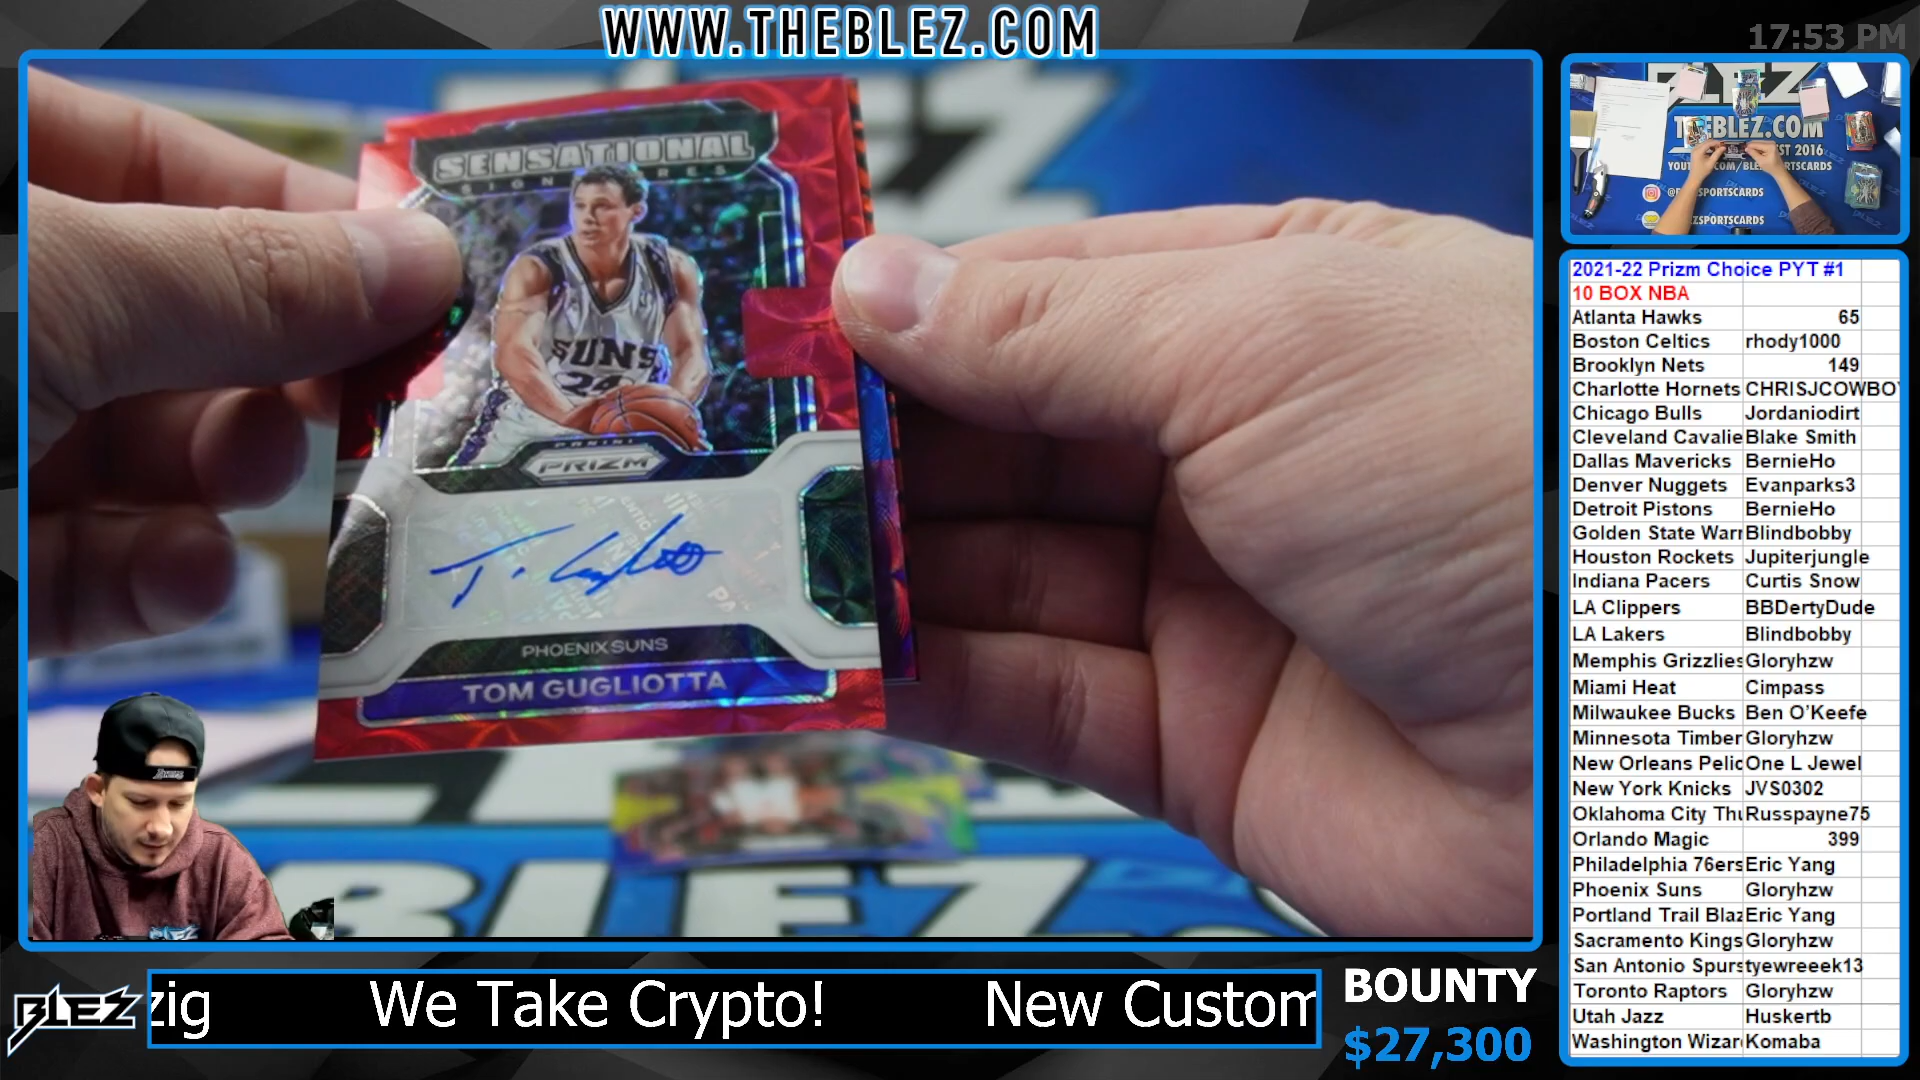 WWW.THEBLEZ.COM
17:53 PM
SENSATIONAL
SUNS
24
PANINI
PRIZM
T. Gugliotta
PHOENIX SUNS
TOM GUGLIOTTA
BLEZ
THEBLEZ.COM
2021-22 Prizm Choice PYT #1
10 BOX NBA
Atlanta Hawks 65
Boston Celtics rhody1000
Brooklyn Nets 149
Charlotte Hornets CHRISJCOWBO
Chicago Bulls Jordaniodirt
Cleveland Cavalie Blake Smith
Dallas Mavericks BernieHo
Denver Nuggets Evanparks3
Detroit Pistons BernieHo
Golden State Warr Blindbobby
Houston Rockets Jupiterjungle
Indiana Pacers Curtis Snow
LA Clippers BBDertyDude
LA Lakers Blindbobby
Memphis Grizzlies Gloryhzw
Miami Heat Cimpass
Milwaukee Bucks Ben O'Keefe
Minnesota Timber Gloryhzw
New Orleans Pelic One L Jewel
New York Knicks JVS0302
Oklahoma City Thu Russpayne75
Orlando Magic 399
Philadelphia 76ers Eric Yang
Phoenix Suns Gloryhzw
Portland Trail Blaz Eric Yang
Sacramento Kings Gloryhzw
San Antonio Spurs tyewreeek13
Toronto Raptors Gloryhzw
Utah Jazz Huskertb
Washington Wizar Komaba
BLEZ
zig We Take Crypto! New Custom
BOUNTY
$27,300